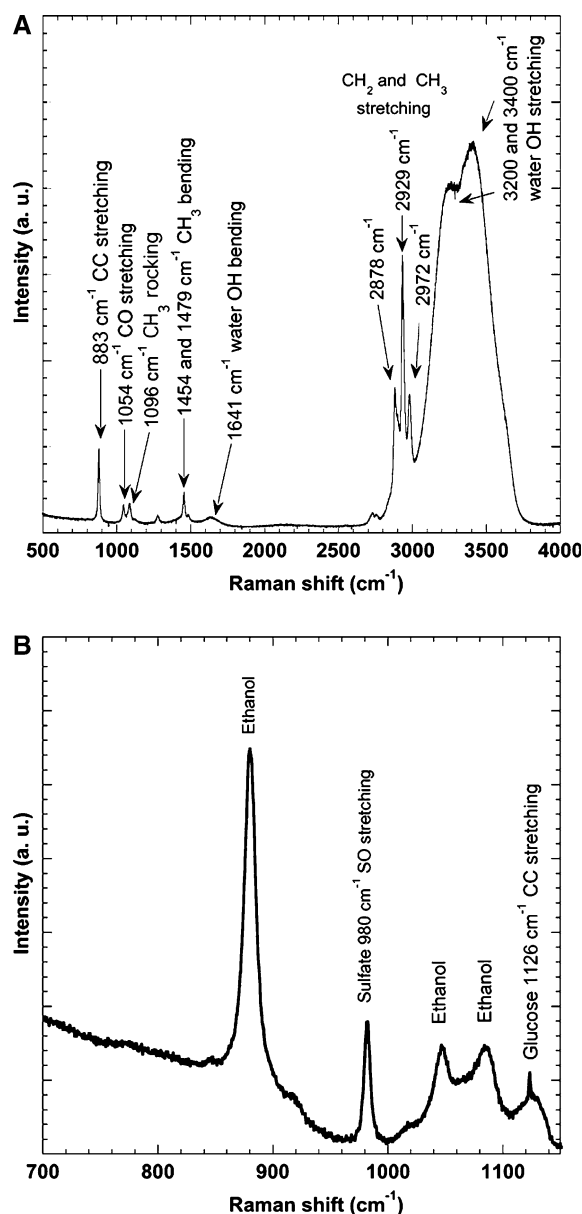 A
Intensity (a. u.)
883 cm⁻¹ CC stretching
1054 cm⁻¹ CO stretching
1096 cm⁻¹ CH₃ rocking
1454 and 1479 cm⁻¹ CH₃ bending
1641 cm⁻¹ water OH bending
CH₂ and CH₃
stretching
2878 cm⁻¹
2929 cm⁻¹
2972 cm⁻¹
3200 and 3400 cm⁻¹
water OH stretching
500 1000 1500 2000 2500 3000 3500 4000
Raman shift (cm⁻¹)
B
Intensity (a. u.)
Ethanol
Sulfate 980 cm⁻¹ SO stretching
Ethanol
Ethanol
Glucose 1126 cm⁻¹ CC stretching
700 800 900 1000 1100
Raman shift (cm⁻¹)